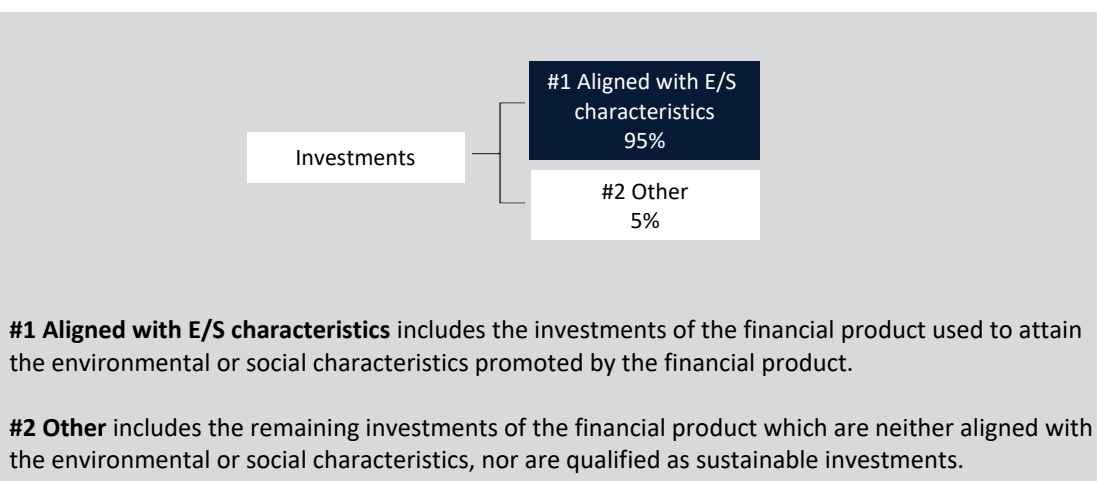 #1 Aligned with E/S
characteristics
95%
Investments
#2 Other
5%
#1 Aligned with E/S characteristics includes the investments of the financial product used to attain
the environmental or social characteristics promoted by the financial product.
#2 Other includes the remaining investments of the financial product which are neither aligned with
the environmental or social characteristics, nor are qualified as sustainable investments.